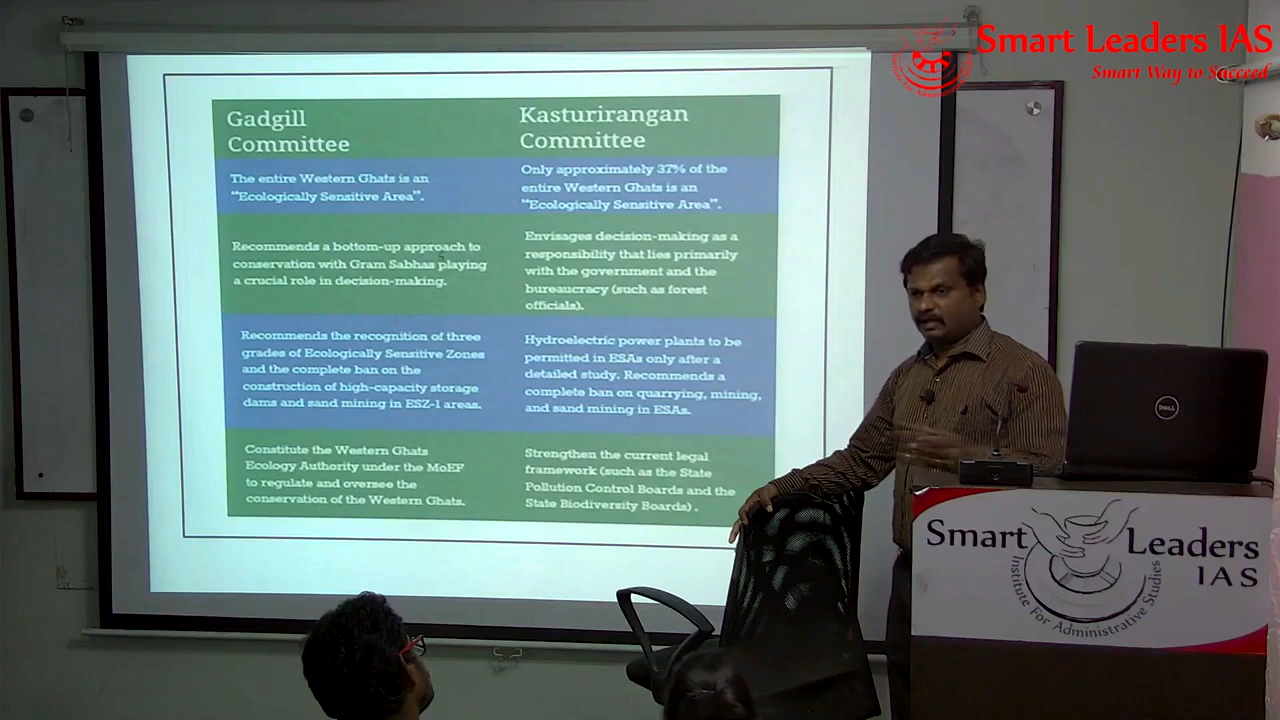 Smart Leaders IAS
Smart Way to Succeed
Gadgill
Committee
Kasturirangan
Committee
The entire Western Ghats is an
“Ecologically Sensitive Area”.
Only approximately 37% of the
entire Western Ghats is an
“Ecologically Sensitive Area”.
Recommends a bottom-up approach to
conservation with Gram Sabhas playing
a crucial role in decision-making.
Envisages decision-making as a
responsibility that lies primarily
with the government and the
bureaucracy (such as forest
officials).
Recommends the recognition of three
grades of Ecologically Sensitive Zones
and the complete ban on the
construction of high-capacity storage
dams and sand mining in ESZ-1 areas.
Hydroelectric power plants to be
permitted in ESAs only after a
detailed study. Recommends a
complete ban on quarrying, mining,
and sand mining in ESAs.
Constitute the Western Ghats
Ecology Authority under the MoEF
to regulate and oversee the
conservation of the Western Ghats.
Strengthen the current legal
framework (such as the State
Pollution Control Boards and the
State Biodiversity Boards) .
DELL
Smart Leaders
IAS
Institute For Administrative Studies